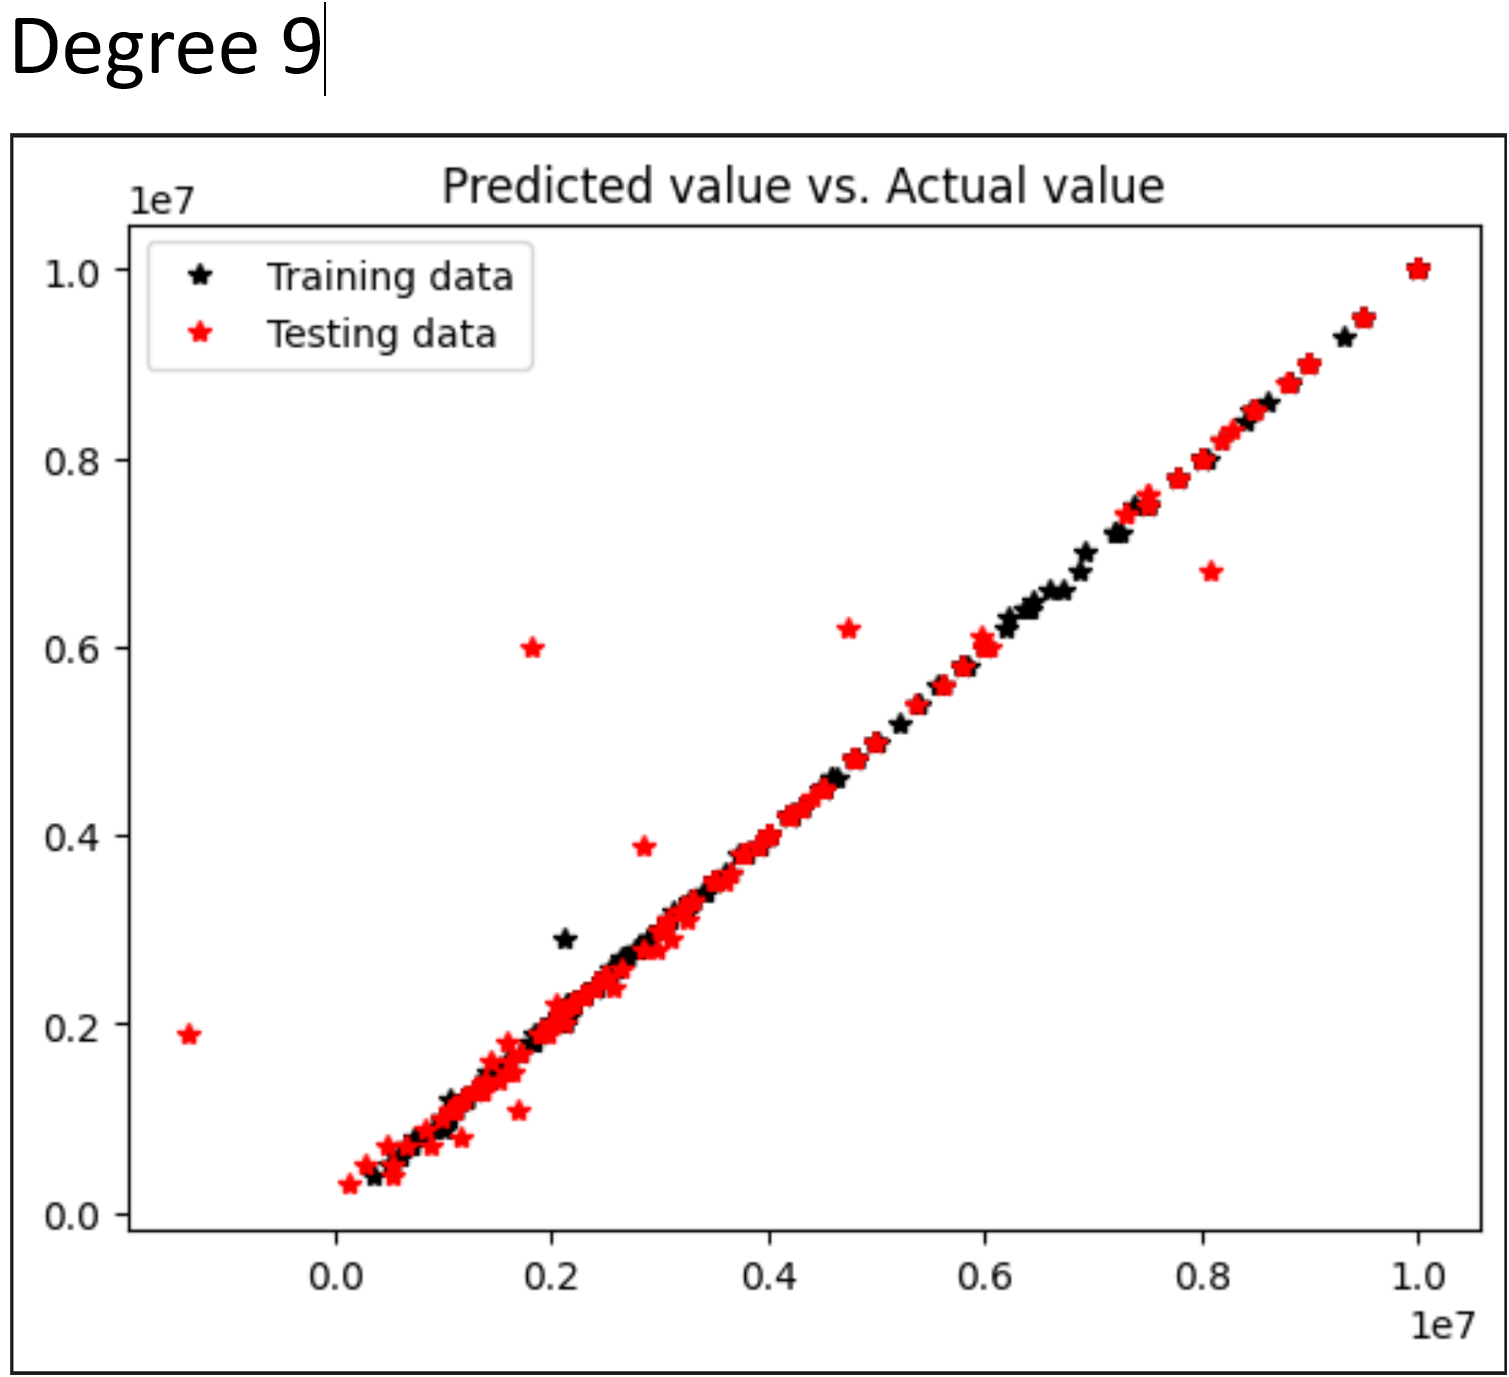 Degree 9
Predicted value vs. Actual value
1e7
Training data
Testing data
1.0
0.8
0.6
0.4
0.2
0.0
0.0 0.2 0.4 0.6 0.8 1.0
1e7